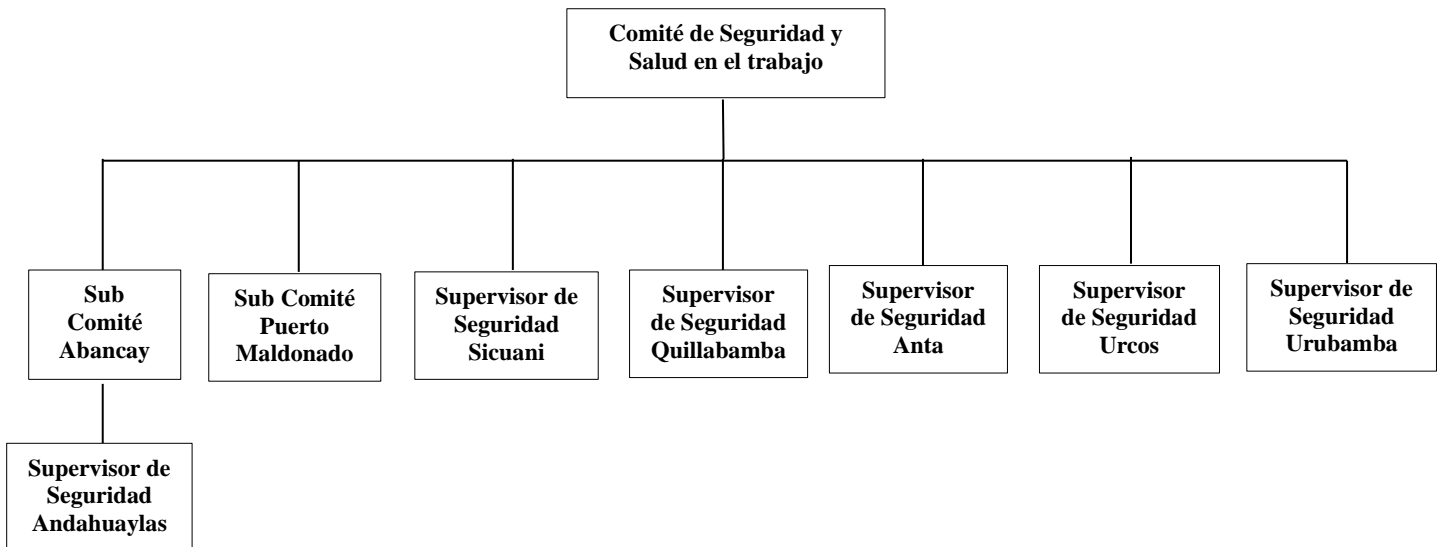 Comité de Seguridad y
Salud en el trabajo
Sub
Comité
Abancay
Sub Comité
Puerto
Maldonado
Supervisor de
Seguridad
Sicuani
Supervisor
de Seguridad
Quillabamba
Supervisor
de Seguridad
Anta
Supervisor
de Seguridad
Urcos
Supervisor de
Seguridad
Urubamba
Supervisor de
Seguridad
Andahuaylas